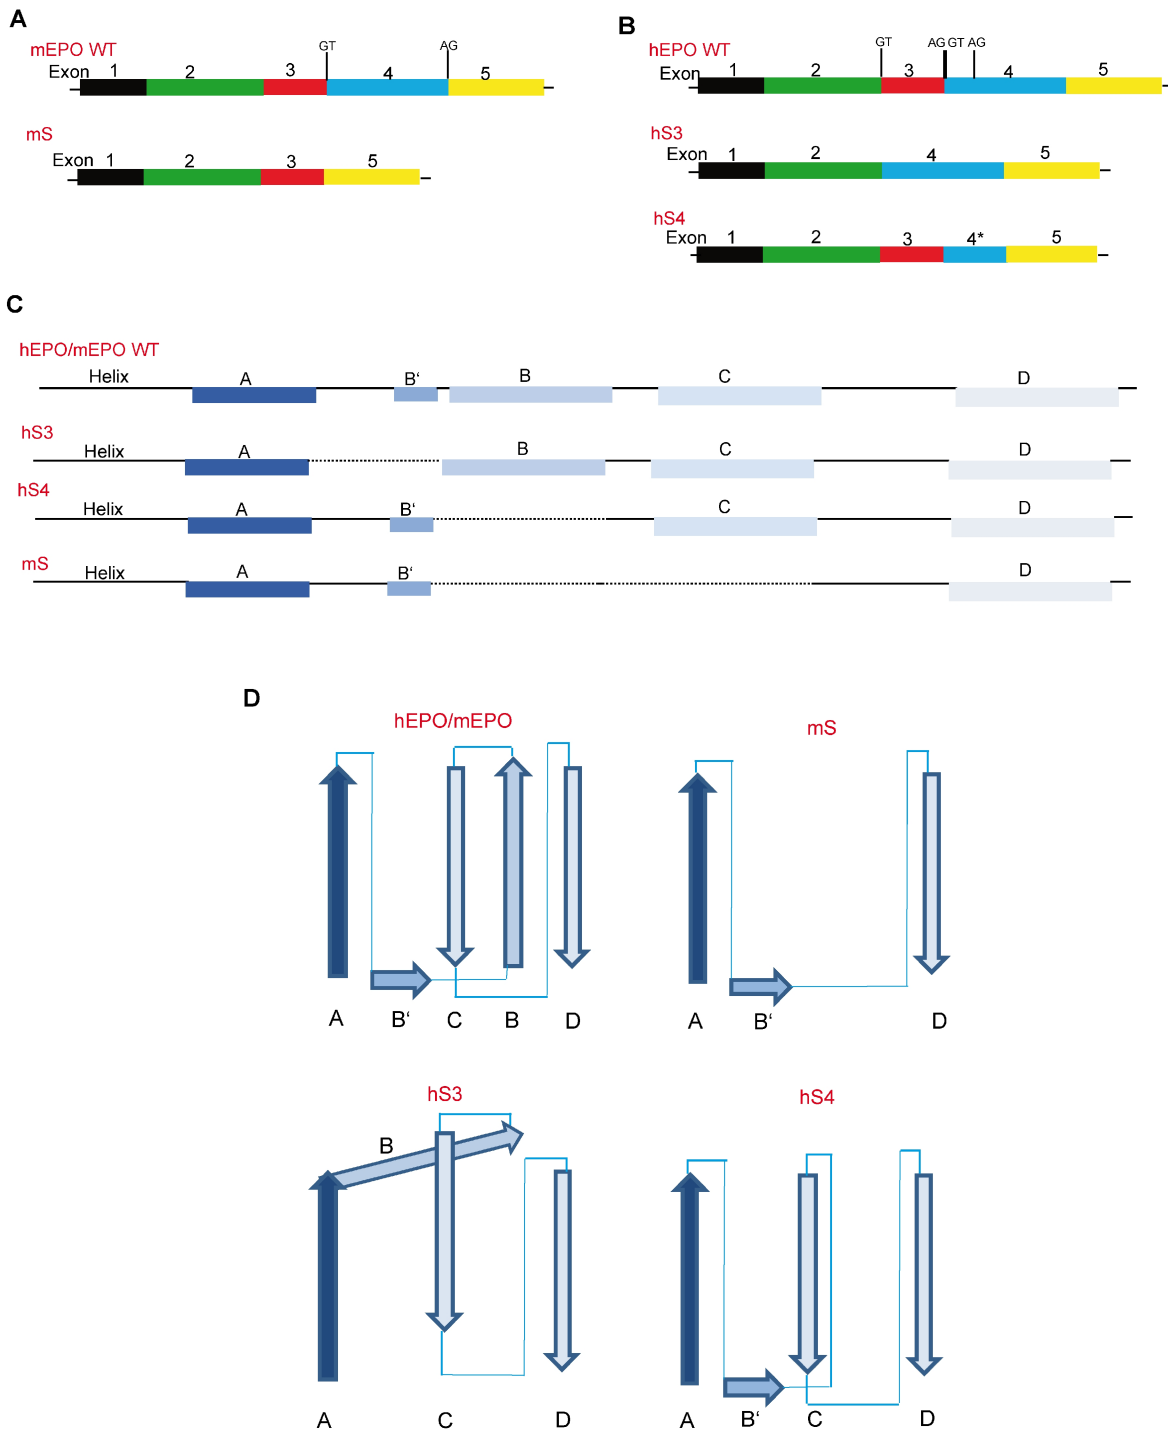 A
mEPO WT
GT
AG
Exon 1 2 3 4 5
mS
Exon 1 2 3 5
B
hEPO WT
GT
AG GT AG
Exon 1 2 3 4 5
hS3
Exon 1 2 4 5
hS4
Exon 1 2 3 4* 5
C
hEPO/mEPO WT
Helix A B‘ B C D
hS3
Helix A B C D
hS4
Helix A B‘ C D
mS
Helix A B‘ D
D
hEPO/mEPO
A B‘ C B D
mS
A B‘ D
hS3
B
A C D
hS4
A B‘ C D